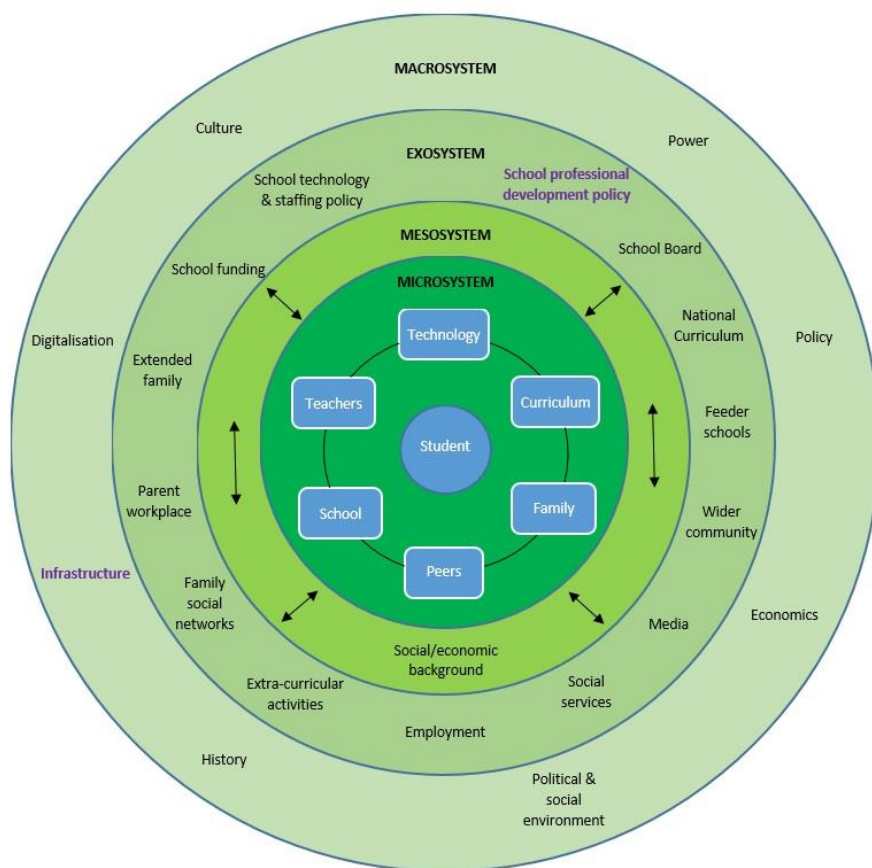 MACROSYSTEM
Culture
Power
EXOSYSTEM
School technology
& staffing policy
School professional
development policy
MESOSYSTEM
School funding
School Board
MICROSYSTEM
Digitalisation
Technology
National
Curriculum
Policy
Extended
family
Teachers
Curriculum
Student
Feeder
schools
Parent
workplace
School
Family
Wider
community
Infrastructure
Peers
Family
social
networks
Media
Economics
Social/economic
background
Extra-curricular
activities
Social
services
Employment
History
Political &
social
environment